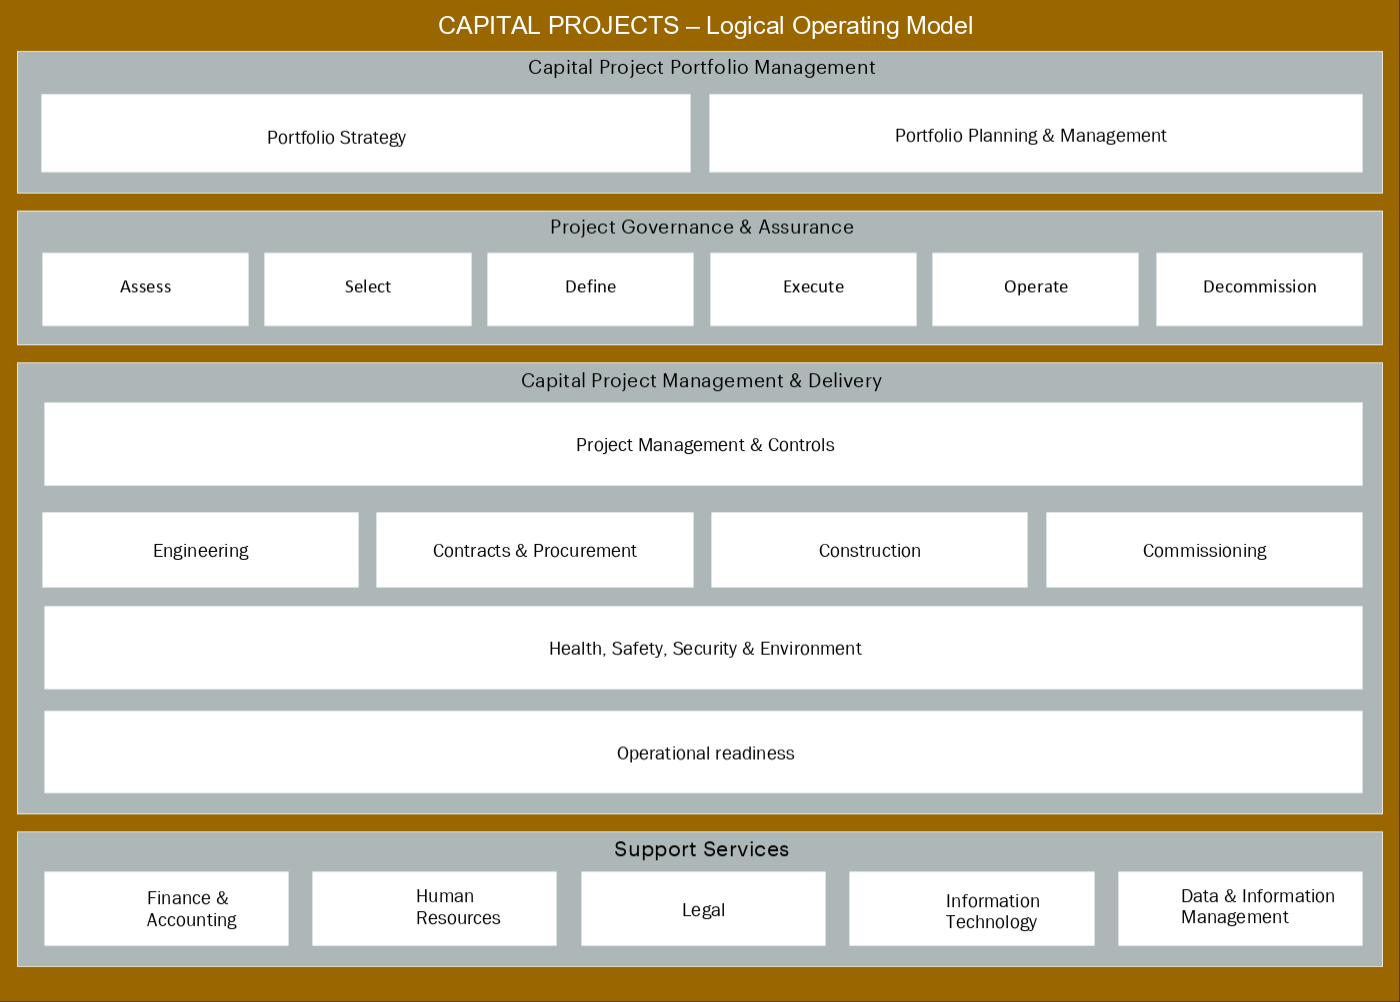 CAPITAL PROJECTS – Logical Operating Model
Capital Project Portfolio Management
Portfolio Strategy
Portfolio Planning & Management
Project Governance & Assurance
Assess
Select
Define
Execute
Operate
Decommission
Capital Project Management & Delivery
Project Management & Controls
Engineering
Contracts & Procurement
Construction
Commissioning
Health, Safety, Security & Environment
Operational readiness
Support Services
Finance &
Accounting
Human
Resources
Legal
Information
Technology
Data & Information
Management